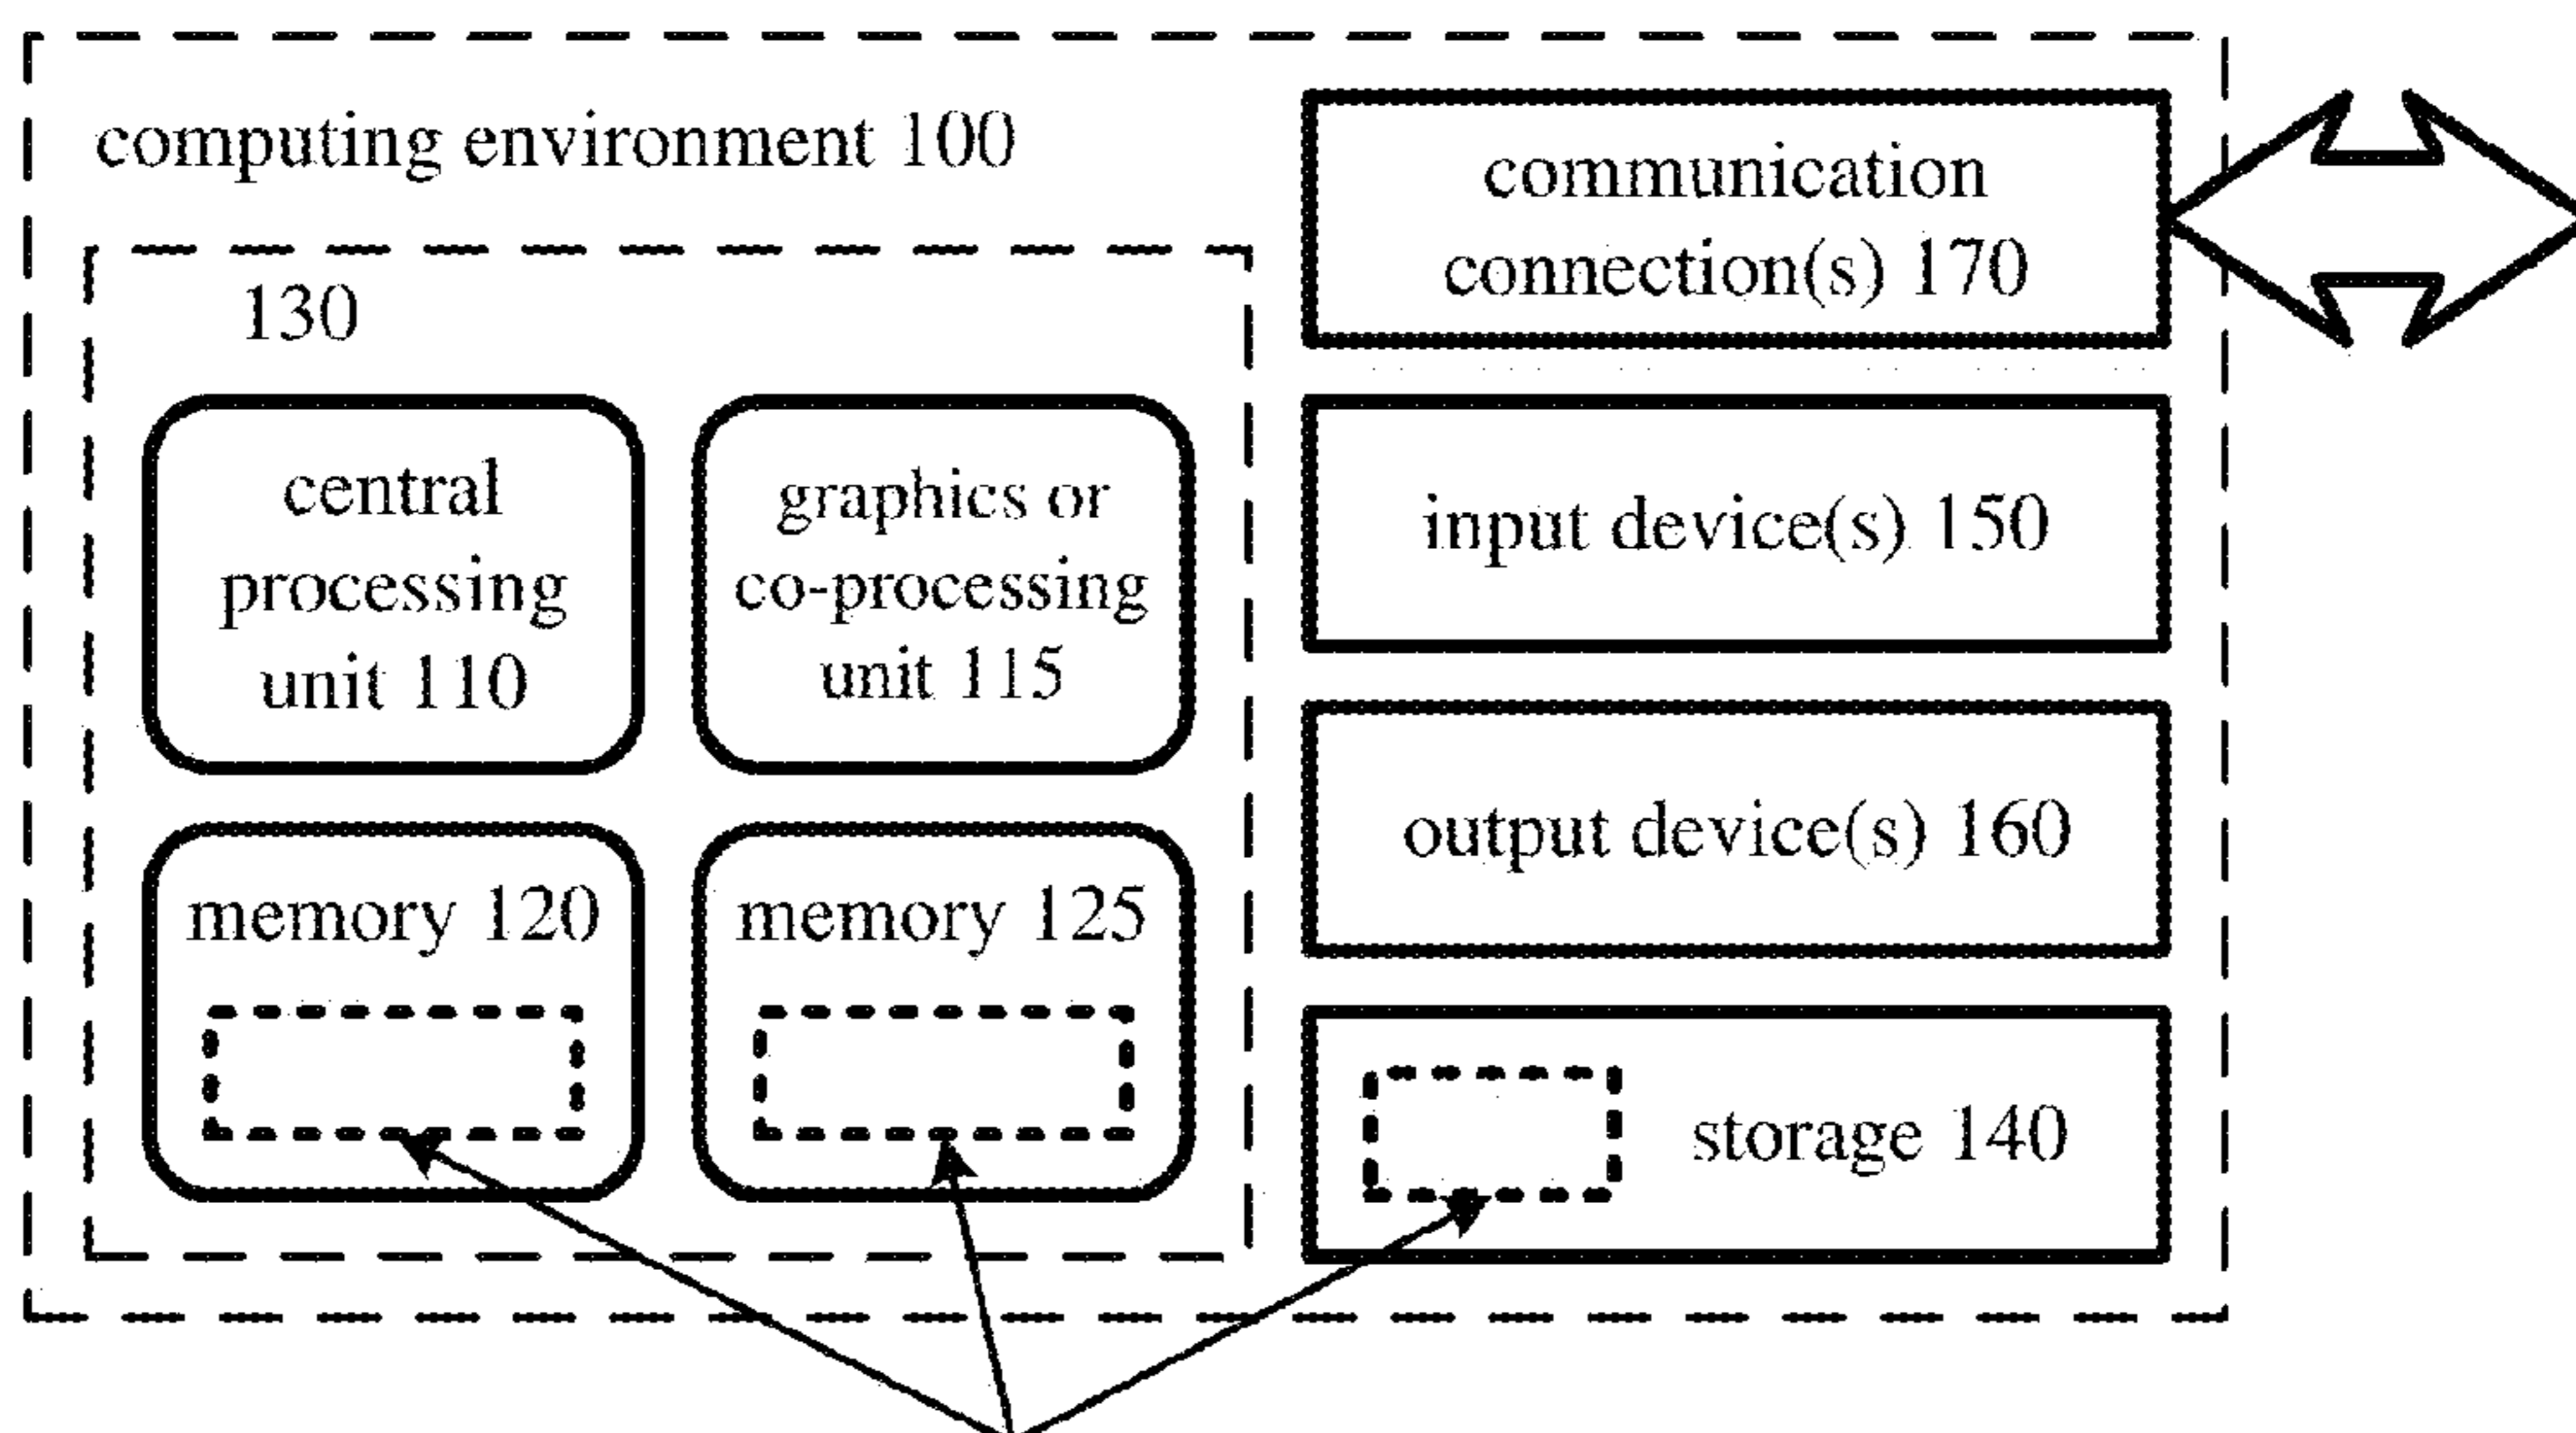 computing environment 100
130
central
processing
unit 110
graphics or
co-processing
unit 115
memory 120
memory 125
communication
connection(s) 170
input device(s) 150
output device(s) 160
storage 140